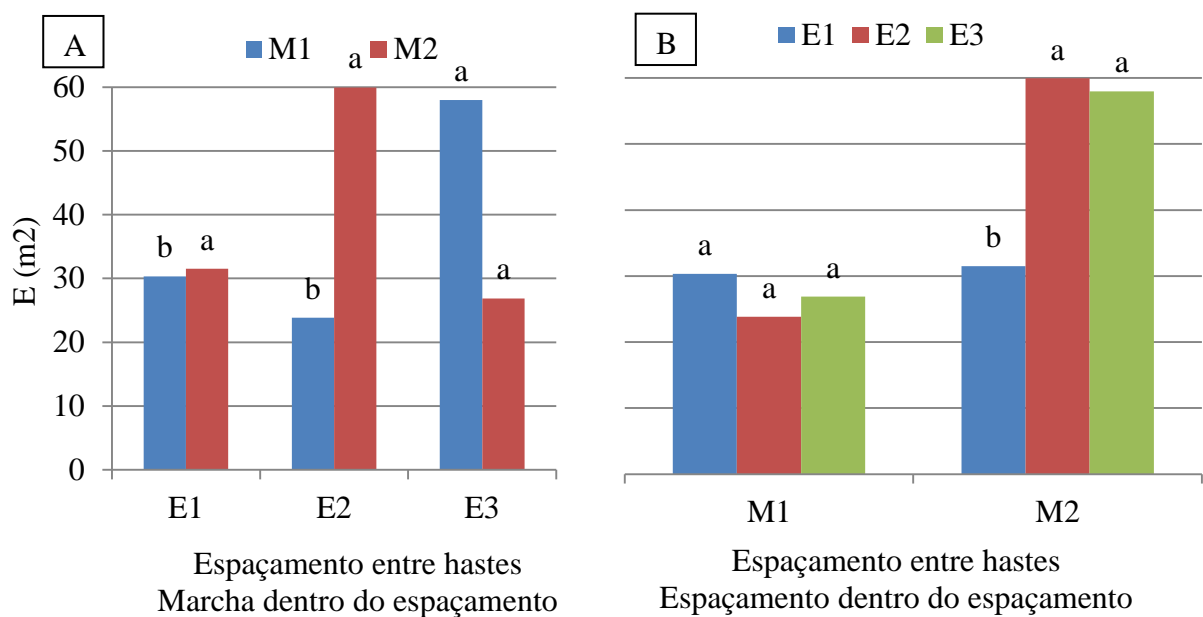 A
M1 M2
a
a
60
50
40
30
20
10
0
b
a
b
a
E (m2)
E1 E2 E3
Espaçamento entre hastes
Marcha dentro do espaçamento
B
E1 E2 E3
a
a
a
a
a
b
M1 M2
Espaçamento entre hastes
Espaçamento dentro do espaçamento